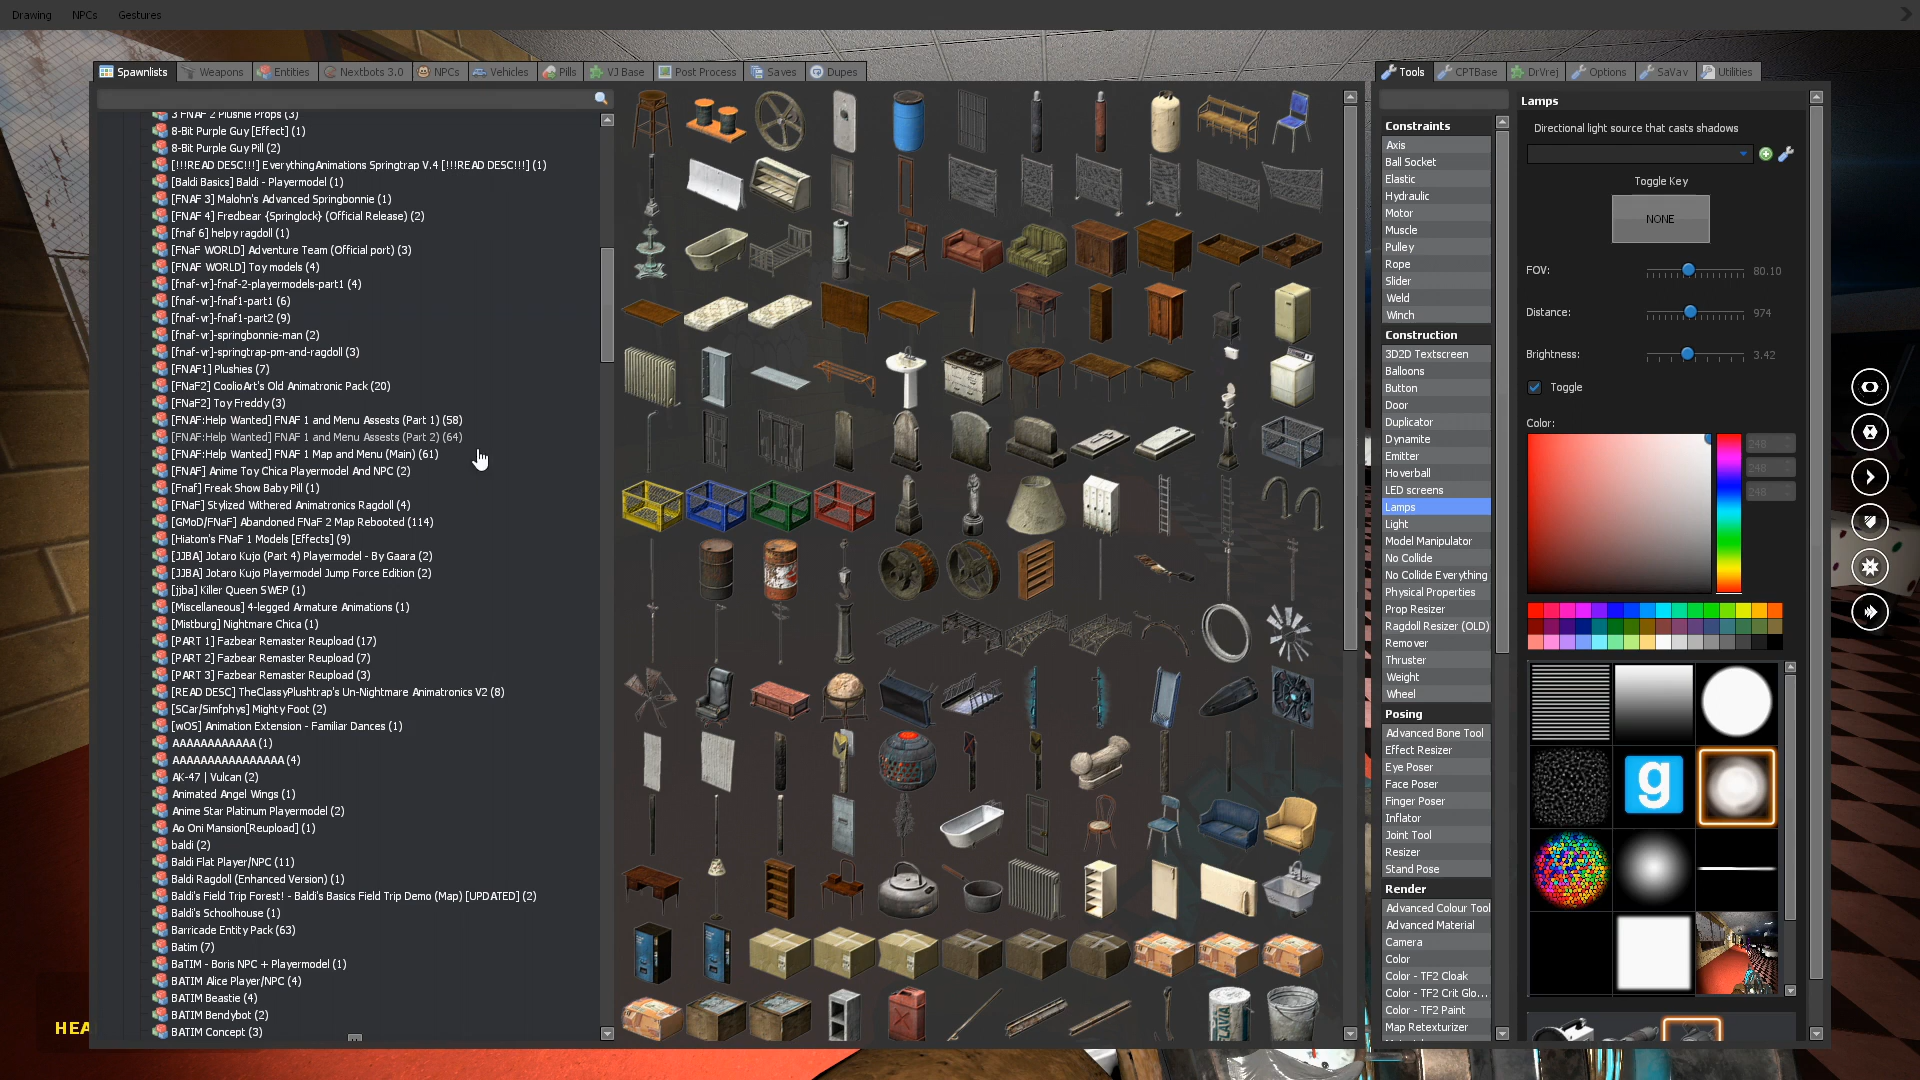 Drawing NPCs Gestures
Spawnlists Weapons Entities Nextbots 3.0 NPCs Vehicles Pills VJ Base Post Process Saves Dupes
3 FNAF 2 Plushie Props (3)
8-Bit Purple Guy [Effect] (1)
8-Bit Purple Guy Pill (2)
[!!!READ DESC!!!] EverythingAnimations Springtrap V.4 [!!!READ DESC!!!] (1)
[Baldi Basics] Baldi - Playermodel (1)
[FNAF 3] Malohn's Advanced Springbonnie (1)
[FNAF 4] Fredbear {Springlock} (Official Release) (2)
[fnaf 6] helpy ragdoll (1)
[FNaF WORLD] Adventure Team (Official port) (3)
[FNAF WORLD] Toy models (4)
[fnaf-vr]-fnaf-2-playermodels-part1 (4)
[fnaf-vr]-fnaf1-part1 (6)
[fnaf-vr]-fnaf1-part2 (9)
[fnaf-vr]-springbonnie-man (2)
[fnaf-vr]-springtrap-pm-and-ragdoll (3)
[FNAF1] Plushies (7)
[FNaF2] CoolioArt's Old Animatronic Pack (20)
[FNaF2] Toy Freddy (3)
[FNAF:Help Wanted] FNAF 1 and Menu Assests (Part 1) (58)
[FNAF:Help Wanted] FNAF 1 and Menu Assests (Part 2) (64)
[FNAF:Help Wanted] FNAF 1 Map and Menu (Main) (61)
[FNAF] Anime Toy Chica Playermodel And NPC (2)
[Fnaf] Freak Show Baby Pill (1)
[FNaF] Stylized Withered Animatronics Ragdoll (4)
[GMoD/FNaF] Abandoned FNaF 2 Map Rebooted (114)
[Hiatom's FNaF 1 Models [Effects] (9)
[JJBA] Jotaro Kujo (Part 4) Playermodel - By Gaara (2)
[JJBA] Jotaro Kujo Playermodel Jump Force Edition (2)
[jjba] Killer Queen SWEP (1)
[Miscellaneous] 4-legged Armature Animations (1)
[Mistburg] Nightmare Chica (1)
[PART 1] Fazbear Remaster Reupload (17)
[PART 2] Fazbear Remaster Reupload (7)
[PART 3] Fazbear Remaster Reupload (3)
[READ DESC] TheClassyPlushtrap's Un-Nightmare Animatronics V2 (8)
[SCar/Simfphys] Mighty Foot (2)
[wOS] Animation Extension - Familiar Dances (1)
AAAAAAAAAAAA (1)
AAAAAAAAAAAAAAAA (4)
AK-47 | Vulcan (2)
Animated Angel Wings (1)
Anime Star Platinum Playermodel (2)
Ao Oni Mansion[Reupload] (1)
baldi (2)
Baldi Flat Player/NPC (11)
Baldi Ragdoll (Enhanced Version) (1)
Baldi's Field Trip Forest! - Baldi's Basics Field Trip Demo (Map) [UPDATED] (2)
Baldi's Schoolhouse (1)
Barricade Entity Pack (63)
Batim (7)
BaTIM - Boris NPC + Playermodel (1)
BATIM Alice Player/NPC (4)
BATIM Beastie (4)
BATIM Bendybot (2)
BATIM Concept (3)
HEA
FLAVIA
Tools CPTBase DrVrej Options SaVav Utilities
Constraints
Axis
Ball Socket
Elastic
Hydraulic
Motor
Muscle
Pulley
Rope
Slider
Weld
Winch
Construction
3D2D Textscreen
Balloons
Button
Door
Duplicator
Dynamite
Emitter
Hoverball
LED screens
Lamps
Light
Model Manipulator
No Collide
No Collide Everything
Physical Properties
Prop Resizer
Ragdoll Resizer (OLD)
Remover
Thruster
Weight
Wheel
Posing
Advanced Bone Tool
Effect Resizer
Eye Poser
Face Poser
Finger Poser
Inflator
Joint Tool
Resizer
Stand Pose
Render
Advanced Colour Tool
Advanced Material
Camera
Color
Color - TF2 Cloak
Color - TF2 Crit Glo...
Color - TF2 Paint
Map Retexturizer
Lamps
Directional light source that casts shadows
Toggle Key
NONE
FOV: 80.10
Distance: 974
Brightness: 3.42
Toggle
Color:
248
248
248
g